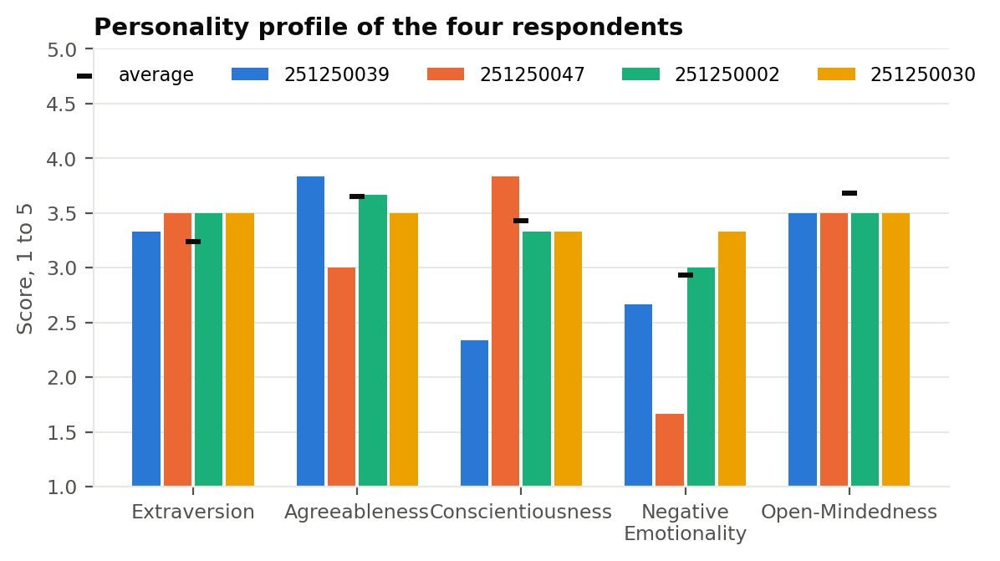 Personality profile of the four respondents
average 251250039 251250047 251250002 251250030
Score, 1 to 5
5.0
4.5
4.0
3.5
3.0
2.5
2.0
1.5
1.0
Extraversion Agreeableness Conscientiousness Negative Open-Mindedness
Emotionality